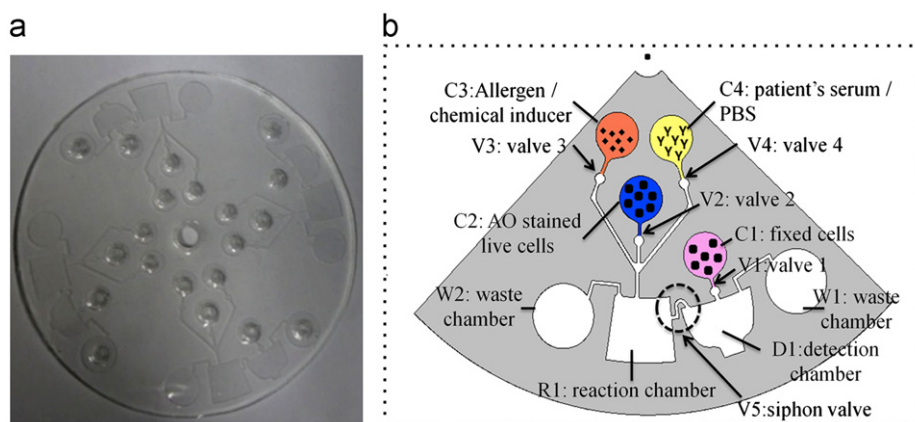 a
b
C3:Allergen /
chemical inducer
C4: patient's serum /
PBS
V3: valve 3
V4: valve 4
V2: valve 2
C2: AO stained
live cells
C1: fixed cells
V1:valve 1
W2: waste
chamber
W1: waste
chamber
D1:detection
chamber
R1: reaction chamber
V5:siphon valve